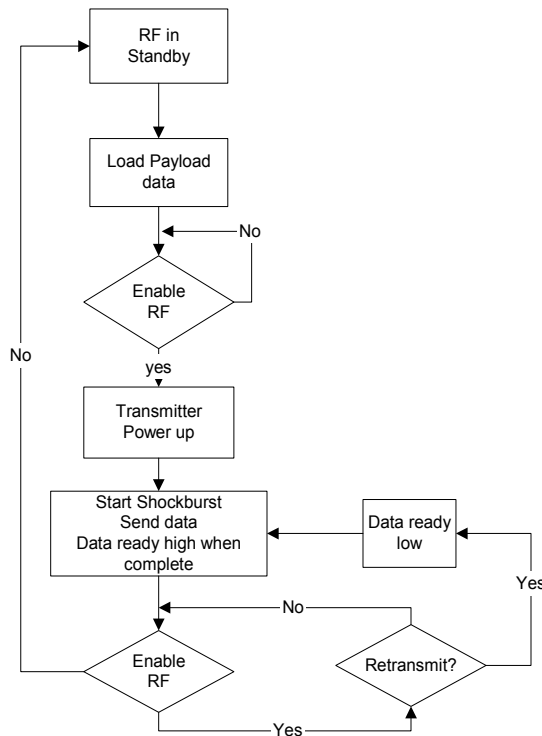 RF in
Standby
Load Payload
data
No
Enable
RF
No
yes
Transmitter
Power up
Start Shockburst
Send data
Data ready high when
complete
Data ready
low
Yes
No
Enable
RF
Retransmit?
Yes